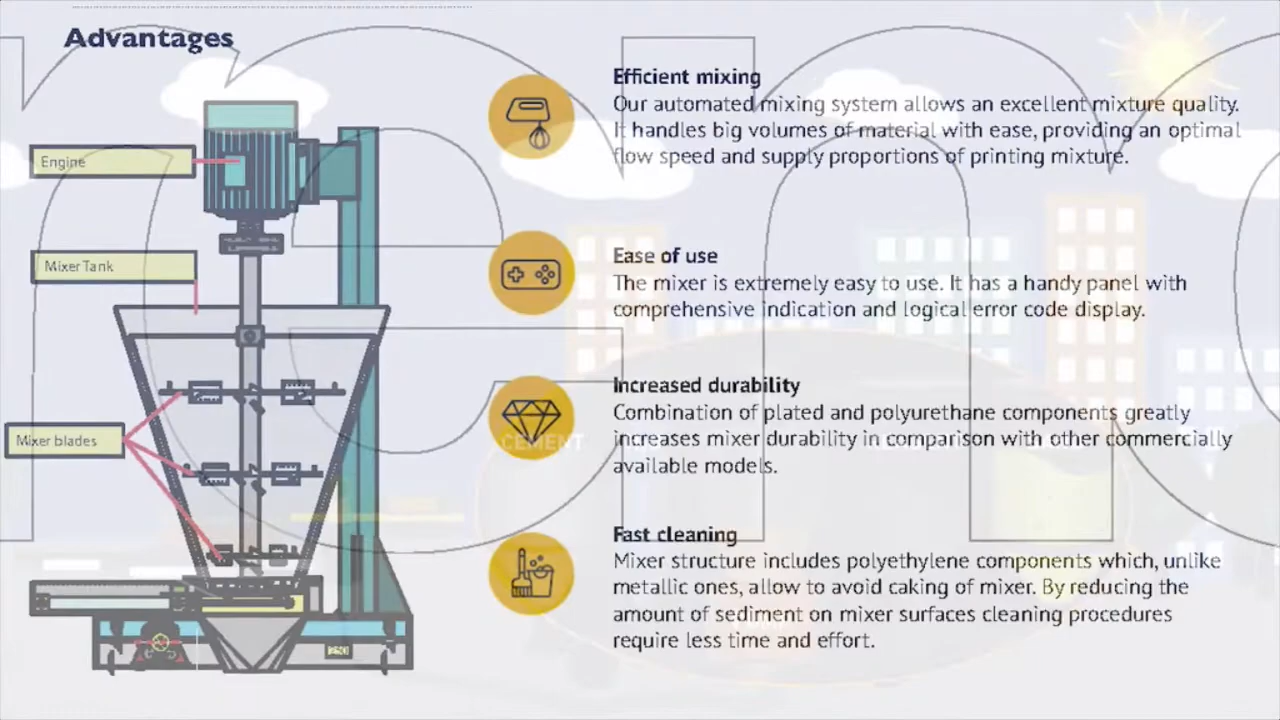 Advantages
Engine
Mixer Tank
Mixer blades
Efficient mixing
Our automated mixing system allows an excellent mixture quality.
It handles big volumes of material with ease, providing an optimal
flow speed and supply proportions of printing mixture.
Ease of use
The mixer is extremely easy to use. It has a handy panel with
comprehensive indication and logical error code display.
Increased durability
Combination of plated and polyurethane components greatly
increases mixer durability in comparison with other commercially
available models.
CEMENT
Fast cleaning
Mixer structure includes polyethylene components which, unlike
metallic ones, allow to avoid caking of mixer. By reducing the
amount of sediment on mixer surfaces cleaning procedures
require less time and effort.